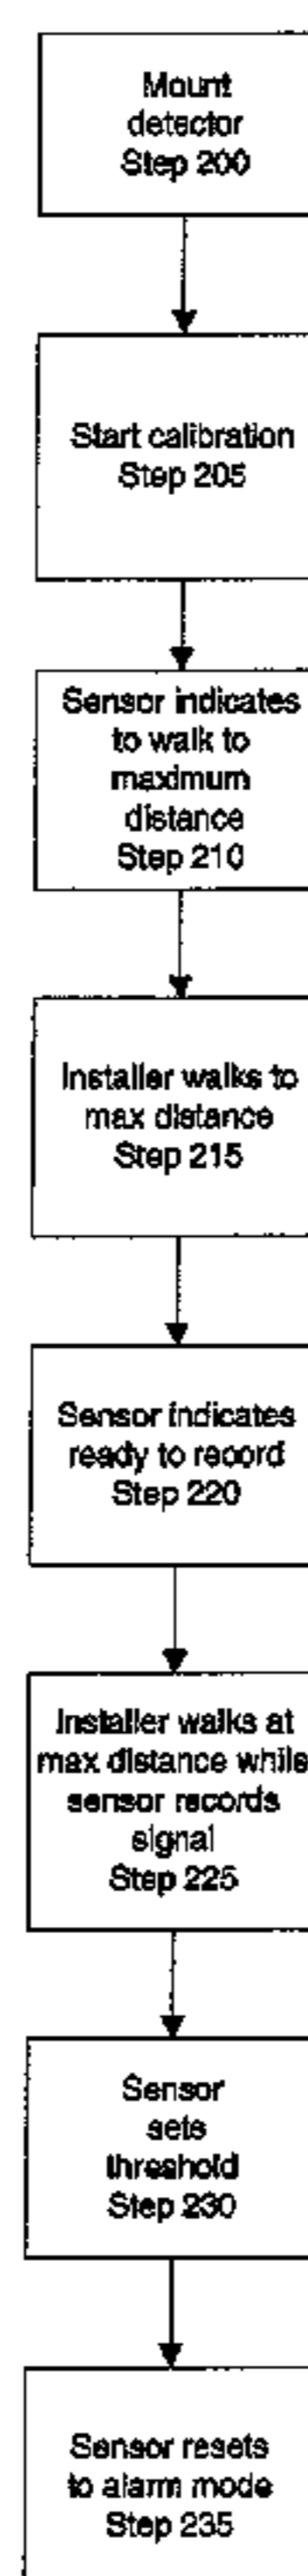 Mount
detector
Step 200
Start calibration
Step 205
Sensor indicates
to walk to
maximum
distance
Step 210
Installer walks to
max distance
Step 215
Sensor indicates
ready to record
Step 220
Installer walks at
max distance while
sensor records
signal
Step 225
Sensor
sets
threshold
Step 230
Sensor resets
to alarm mode
Step 235